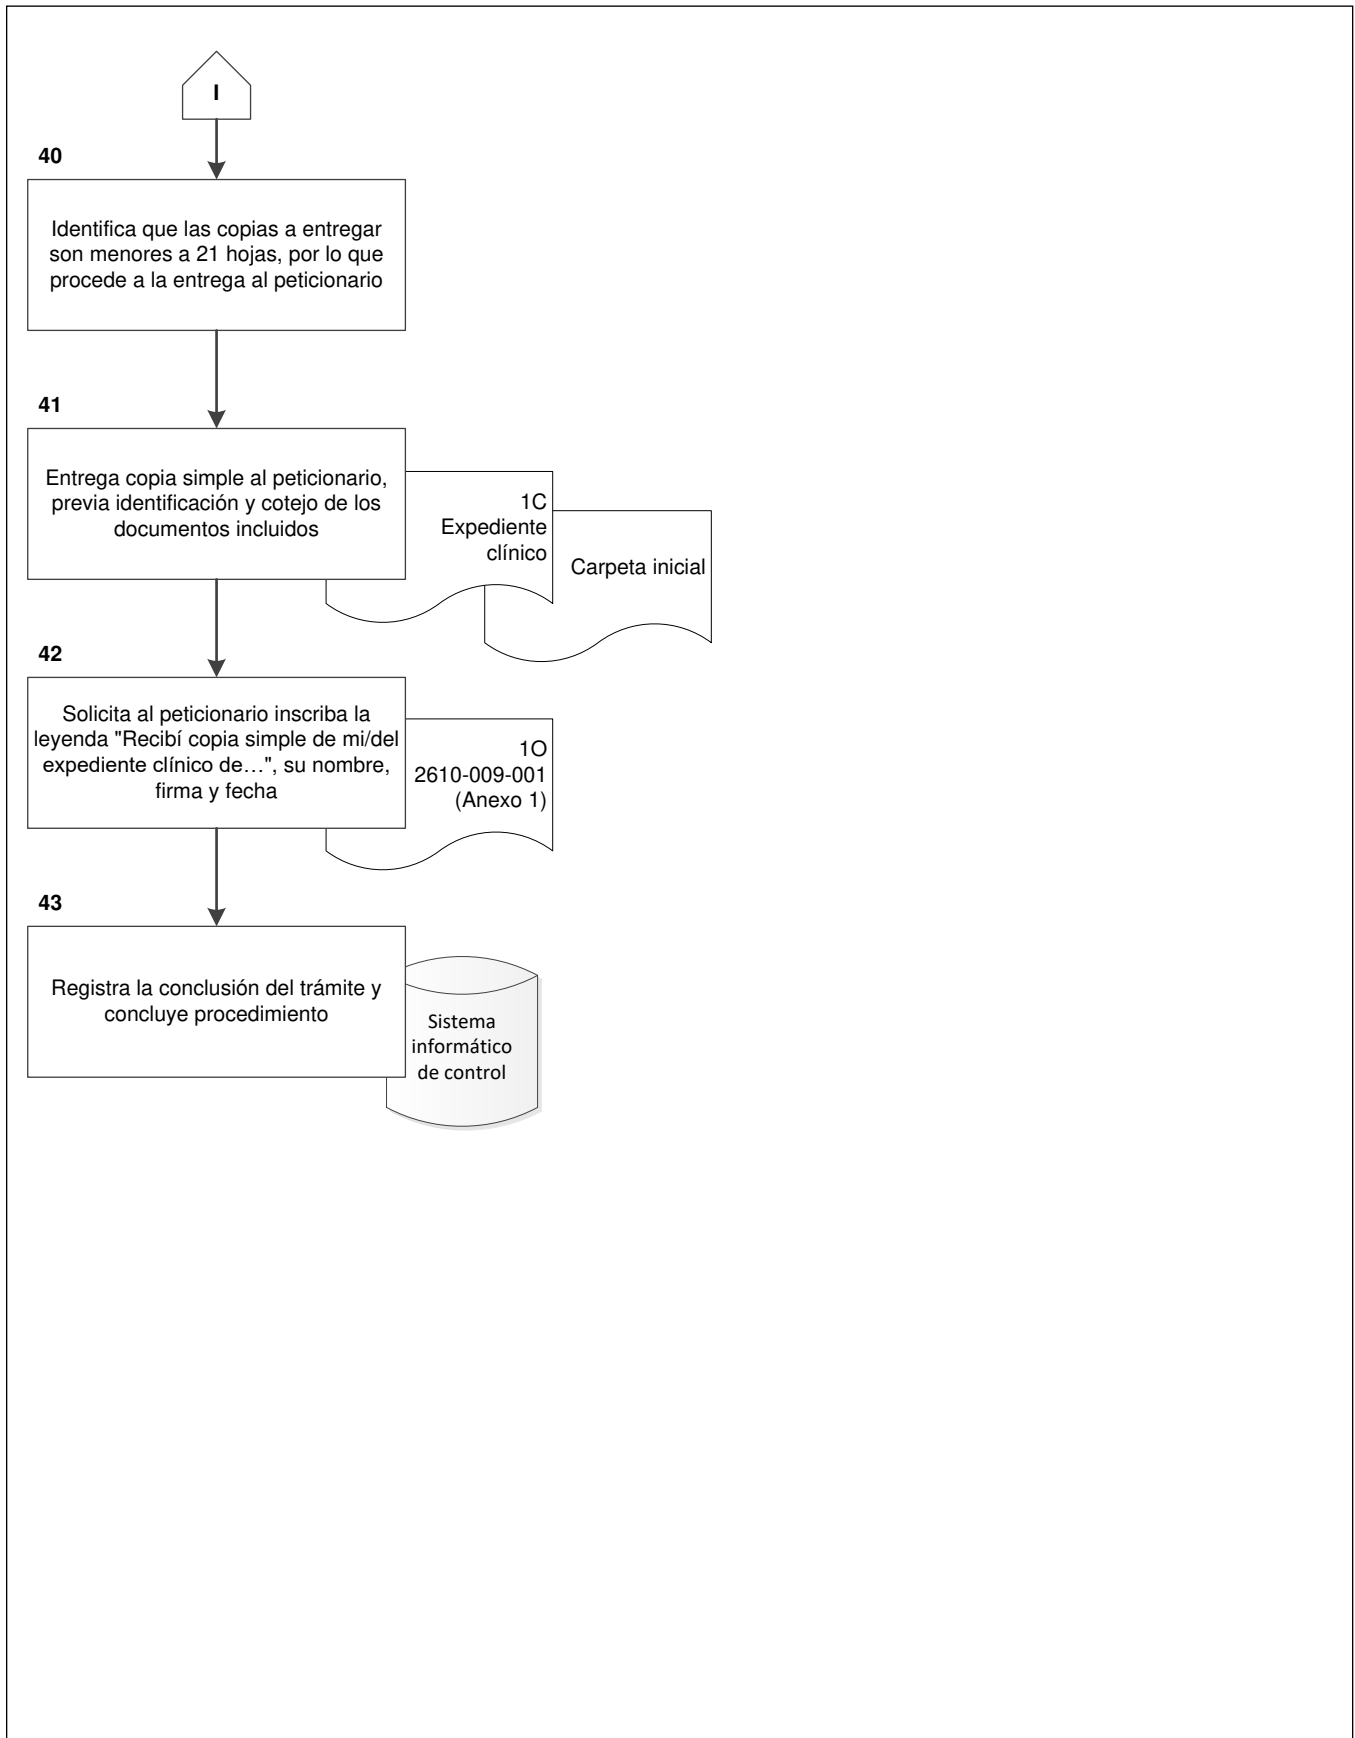 I
40
Identifica que las copias a entregar
son menores a 21 hojas, por lo que
procede a la entrega al peticionario
41
Entrega copia simple al peticionario,
previa identificación y cotejo de los
documentos incluidos
1C
Expediente
clínico
Carpeta inicial
42
Solicita al peticionario inscriba la
leyenda "Recibí copia simple de mi/del
expediente clínico de…", su nombre,
firma y fecha
1O
2610-009-001
(Anexo 1)
43
Registra la conclusión del trámite y
concluye procedimiento
Sistema
informático
de control